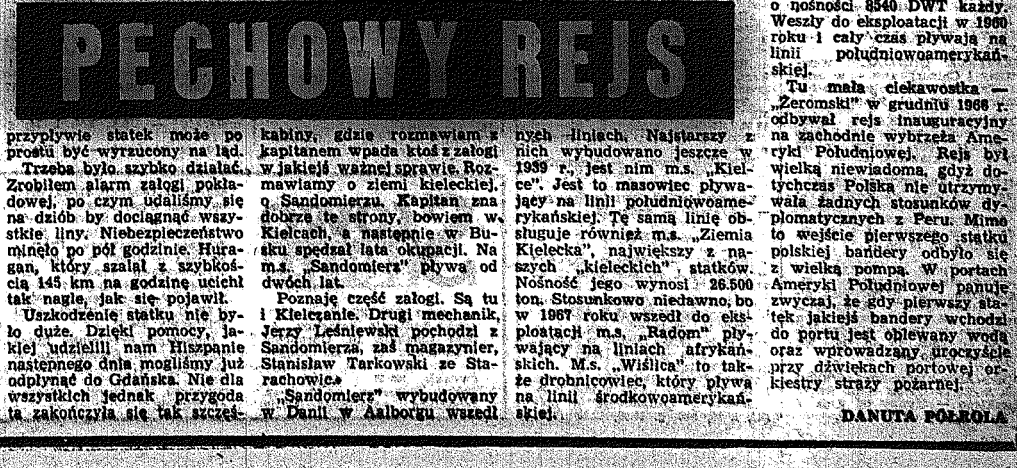 PECHOWY REJS
przypływie statek może po
prostu być wyrzucony na ląd.
Trzeba było szybko działać.
Zrobiłem alarm załogi pokła-
dowej, po czym udaliśmy się
na dziób by dociągnąć wszy-
stkie liny. Niebezpieczeństwo
minęło po pół godzinie. Hura-
gan, który szalał z szybkoś-
cią 145 km na godzinę ucichł
tak nagle, jak się pojawił.
Uszkodzenie statku nie by-
ło duże. Dzięki pomocy, ja-
kiej udzielili nam Hiszpanie
następnego dnia mogliśmy już
odpłynąć do Gdańska. Nie dla
wszystkich jednak przygoda
ta zakończyła się tak szczęś-
kabiny, gdzie rozmawiam z
kapitanem wpada ktoś z załogi
w jakiejś ważnej sprawie. Roz-
mawiamy o ziemi kieleckiej,
o Sandomierzu. Kapitan zna
dobrze te strony, bowiem w
Kielcach, a następnie w Bu-
sku spędzał lata okupacji. Na
m.s. „Sandomierz” pływa od
dwóch lat.
Poznaję część załogi. Są tu
i Kielczanie. Drugi mechanik,
Jerzy Leśniewski pochodzi z
Sandomierza, zaś magazynier,
Stanisław Tarkowski ze Sta-
rachowic.
„Sandomierz” wybudowany
w Danii w Aalborgu wszedł
nych liniach. Najstarszy z
nich wybudowano jeszcze w
1939 r., jest nim m.s. „Kiel-
ce”. Jest to masowiec pływa-
jący na linii południowoame-
rykańskiej. Tę samą linię ob-
sługuje również m.s. „Ziemia
Kielecka”, największy z na-
szych „kieleckich” statków.
Nośność jego wynosi 26.500
ton. Stosunkowo niedawno, bo
w 1967 roku wszedł do eks-
ploatacji m.s. „Radom” pły-
wający na liniach afrykań-
skich. M.s. „Wiślica” to tak-
że drobnicowiec, który pływa
na linii środkowoamerykań-
skiej.
o nośności 8540 DWT każdy.
Weszły do eksploatacji w 1960
roku i cały czas pływają na
linii południowoamerykań-
skiej.
Tu mała ciekawostka —
„Żeromski” w grudniu 1966 r.
odbywał rejs inauguracyjny
na zachodnie wybrzeża Ame-
ryki Południowej. Rejs był
wielką niewiadomą, gdyż do-
tychczas Polska nie utrzymy-
wała żadnych stosunków dy-
plomatycznych z Peru. Mimo
to wejście pierwszego statku
polskiej bandery odbyło się
z wielką pompą. W portach
Ameryki Południowej panuje
zwyczaj, że gdy pierwszy sta-
tek jakiejś bandery wchodzi
do portu jest oblewany wodą
oraz wprowadzany uroczyście
przy dźwiękach portowej or-
kiestry straży pożarnej.
DANUTA PÓŁROLA